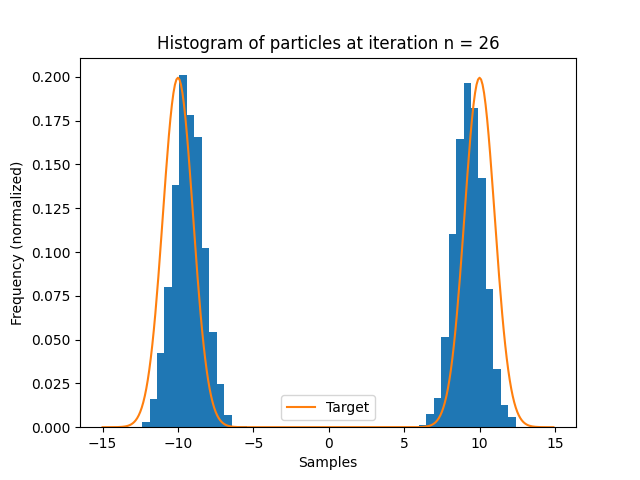 Histogram of particles at iteration n = 26
Frequency (normalized)
0.200
0.175
0.150
0.125
0.100
0.075
0.050
0.025
0.000
Target
−15 −10 −5 0 5 10 15
Samples